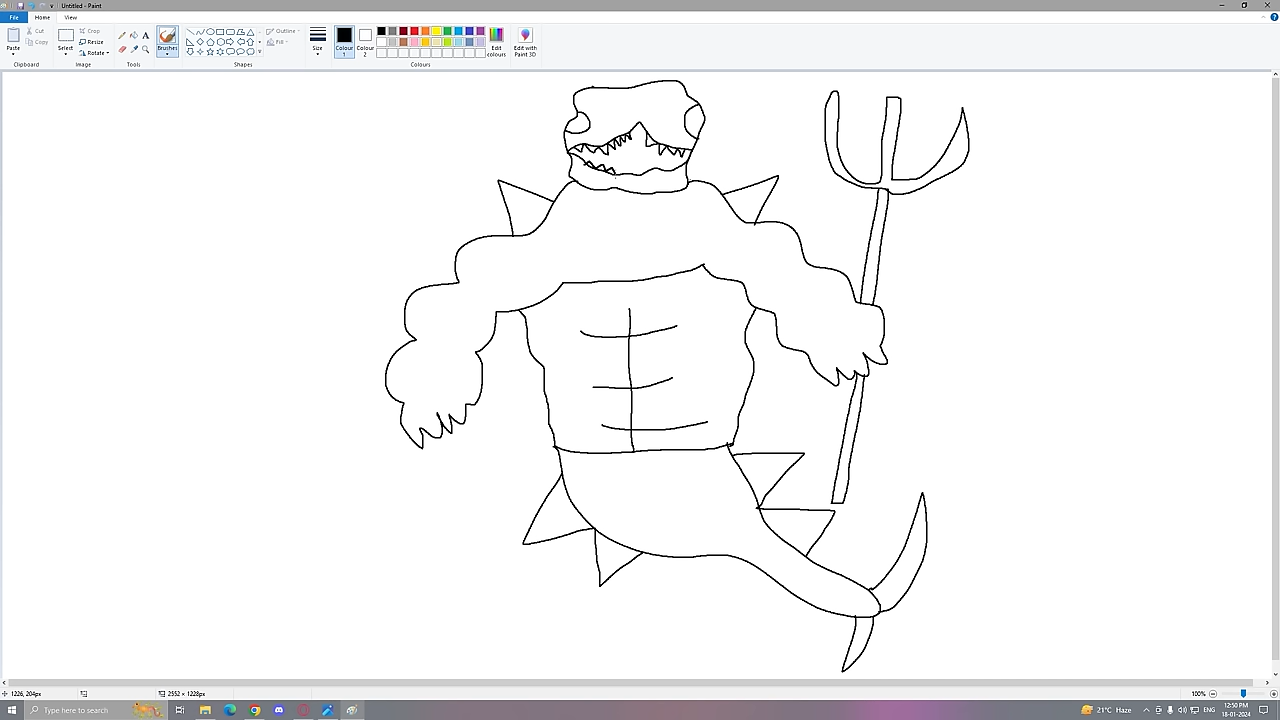 Untitled - Paint
File Home View
Paste
Cut
Copy
Clipboard
Select
Crop
Resize
Rotate
Image
A
Tools
Brushes
Shapes
Outline
Fill
Size
Colour 1
Colour 2
Colours
Edit colours
Edit with Paint 3D
1226, 204px
2552 × 1228px
100%
Type here to search
21°C Haze
ENG
12:50 PM
18-01-2024